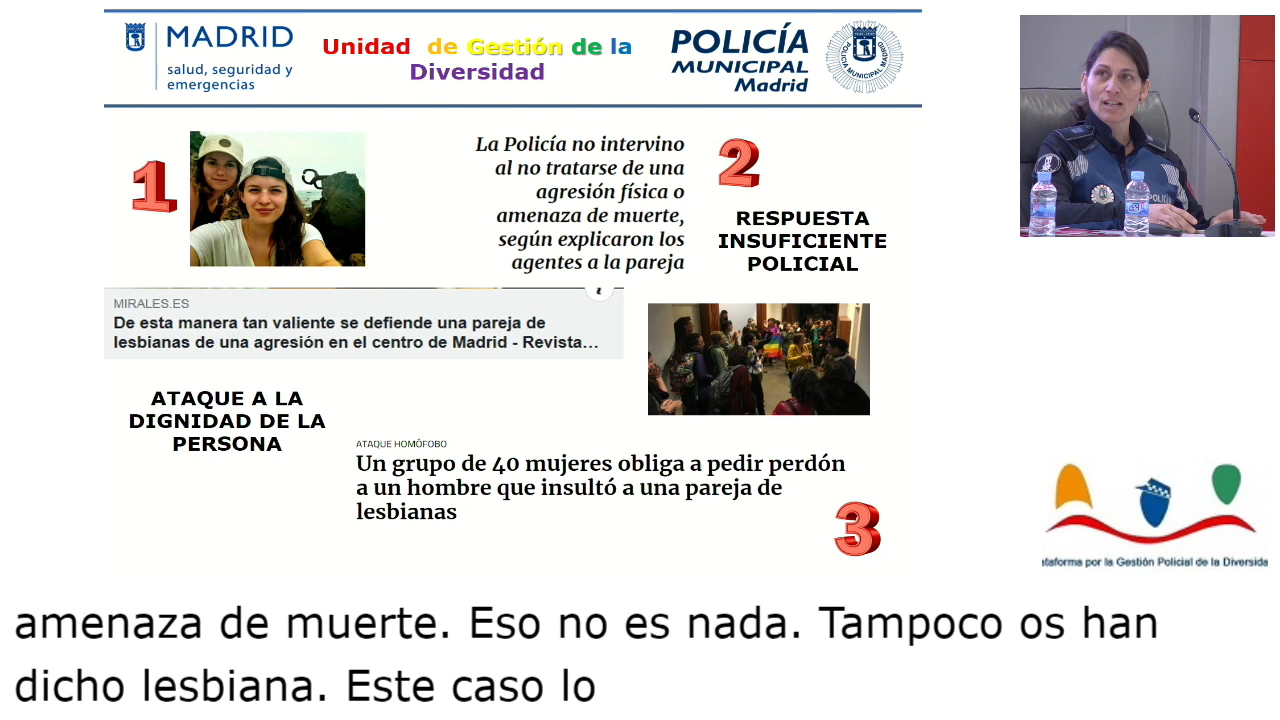 MADRID
salud, seguridad y
emergencias
Unidad de Gestión de la
Diversidad
POLICÍA
MUNICIPAL
Madrid
POLICIA MUNICIPAL MADRID
1
La Policía no intervino
al no tratarse de una
agresión física o
amenaza de muerte,
según explicaron los
agentes a la pareja
2
RESPUESTA
INSUFICIENTE
POLICIAL
MIRALES.ES
De esta manera tan valiente se defiende una pareja de
lesbianas de una agresión en el centro de Madrid - Revista…
ATAQUE A LA
DIGNIDAD DE LA
PERSONA
ATAQUE HOMÓFOBO
Un grupo de 40 mujeres obliga a pedir perdón
a un hombre que insultó a una pareja de
lesbianas
3
POLICIA
ataforma por la Gestión Policial de la Diversida
amenaza de muerte. Eso no es nada. Tampoco os han
dicho lesbiana. Este caso lo